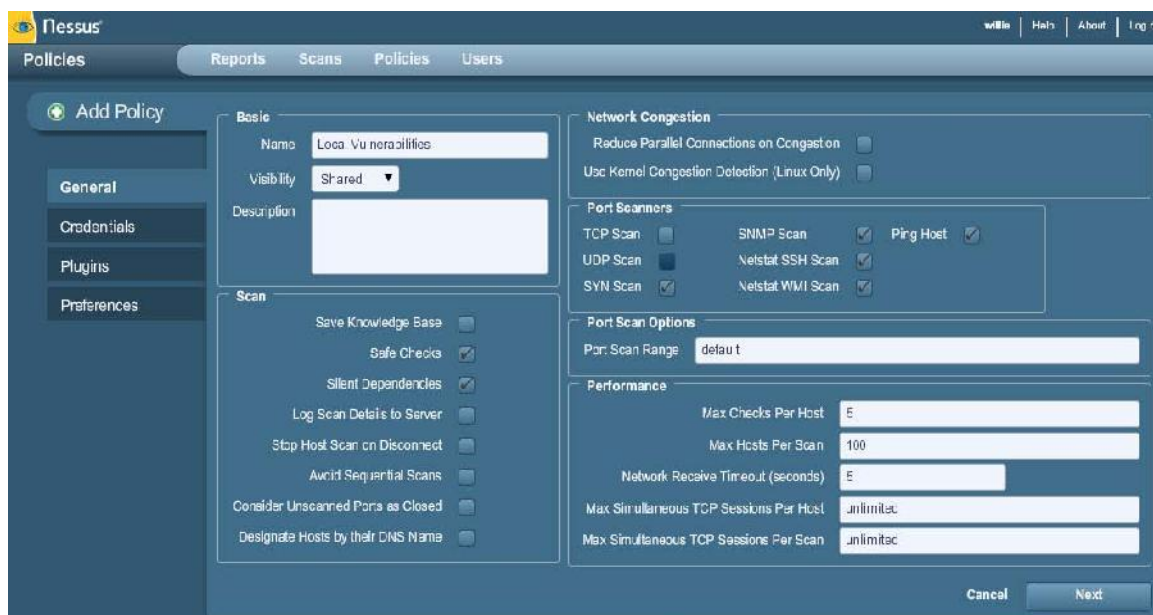 Nessus
willie | Help | About | Log
Policies
Reports Scans Policies Users
Add Policy
General
Credentials
Plugins
Preferences
Basic
Name Local Vulnerabilities
Visibility Shared
Description
Scan
Save Knowledge Base
Safe Checks
Silent Dependencies
Log Scan Details to Server
Stop Host Scan on Disconnect
Avoid Sequential Scans
Consider Unscanned Ports as Closed
Designate Hosts by their DNS Name
Network Congestion
Reduce Parallel Connections on Congestion
Use Kernel Congestion Detection (Linux Only)
Port Scanners
TCP Scan SNMP Scan Ping Host
UDP Scan Netstat SSH Scan
SYN Scan Netstat WMI Scan
Port Scan Options
Port Scan Range default
Performance
Max Checks Per Host 5
Max Hosts Per Scan 100
Network Receive Timeout (seconds) 5
Max Simultaneous TCP Sessions Per Host unlimited
Max Simultaneous TCP Sessions Per Scan unlimited
Cancel Next